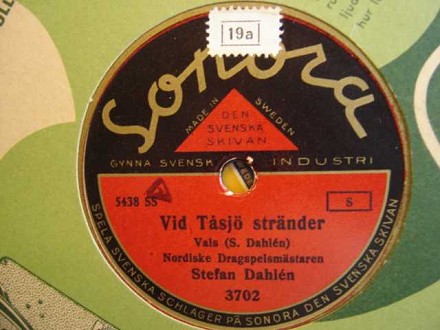 19a
sonora
MADE IN SWEDEN
DEN
SVENSKA
SKIVAN
GYNNA SVENSK INDUSTRI
5438 SS
S
Vid Tåsjö stränder
Vals (S. Dahlén)
Nordiske Dragspelsmästaren
Stefan Dahlén
3702
SPELA SVENSKA SCHLAGER PÅ SONORA DEN SVENSKA SKIVAN